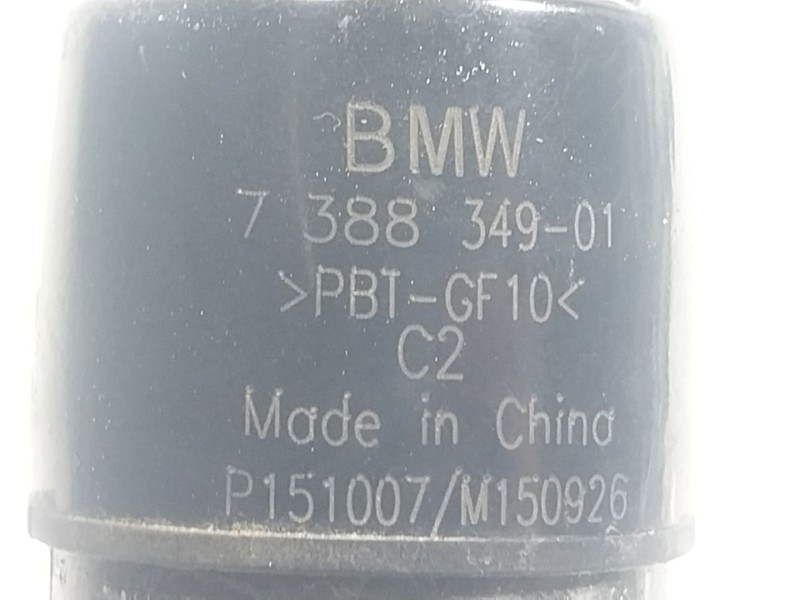 BMW
7 388 349-01
>PBT-GF10<
C2
Made in China
P151007/M150926